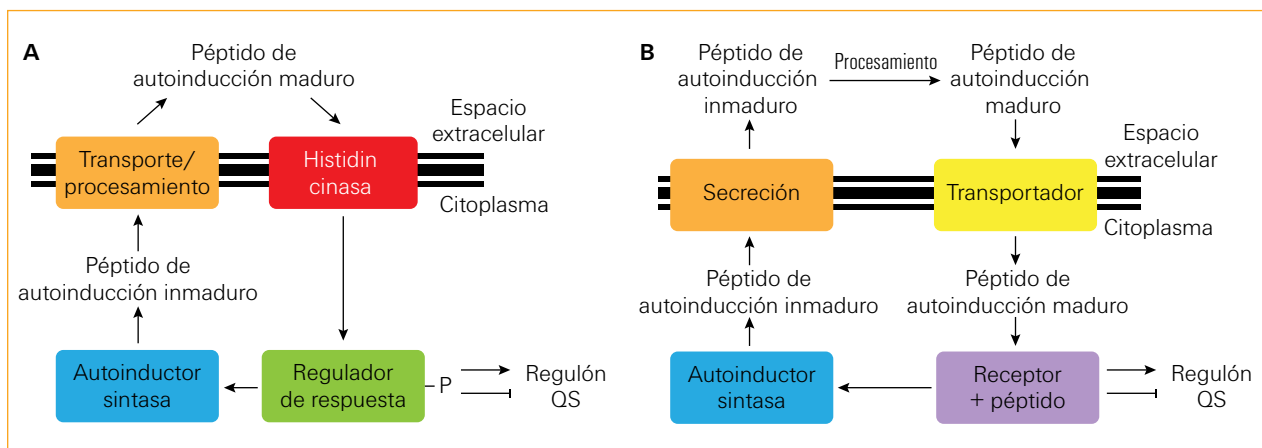 A
Péptido de
autoinducción maduro
Espacio
extracelular
Transporte/
procesamiento
Histidin
cinasa
Citoplasma
Péptido de
autoinducción inmaduro
Autoinductor
sintasa
Regulador
de respuesta
P
Regulón
QS
B
Péptido de
autoinducción
inmaduro
Procesamiento
Péptido de
autoinducción
maduro
Espacio
extracelular
Secreción
Transportador
Citoplasma
Péptido de
autoinducción inmaduro
Péptido de
autoinducción maduro
Autoinductor
sintasa
Receptor
+ péptido
Regulón
QS